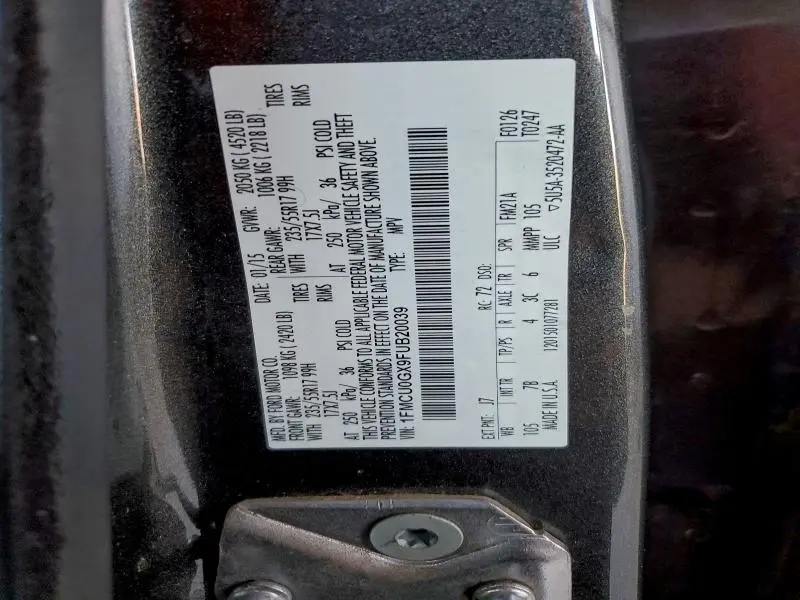 MFD. BY FORD MOTOR CO.
DATE: 01/15 GVWR: 2050 KG ( 4520 LB)
FRONT GAWR: 1098 KG ( 2420 LB) REAR GAWR: 1006 KG ( 2218 LB)
WITH 235/55R17 99H TIRES WITH 235/55R17 99H TIRES
17X7.5J RIMS 17X7.5J RIMS
AT 250 kPa/ 36 PSI COLD AT 250 kPa/ 36 PSI COLD
THIS VEHICLE CONFORMS TO ALL APPLICABLE FEDERAL MOTOR VEHICLE SAFETY AND THEFT
PREVENTION STANDARDS IN EFFECT ON THE DATE OF MANUFACTURE SHOWN ABOVE.
VIN: 1FMCU0GX9FUB20039 TYPE: MPV
F0126
T0247
EXT PNT: J7 RC: 72 DSO: FM21A
WB INT TR TP/PS R AXLE TR SPR
105 7B 4 3C 6 MMPP 105 5U5A-3520472-AA
MADE IN U.S.A. 120150107728I ULC